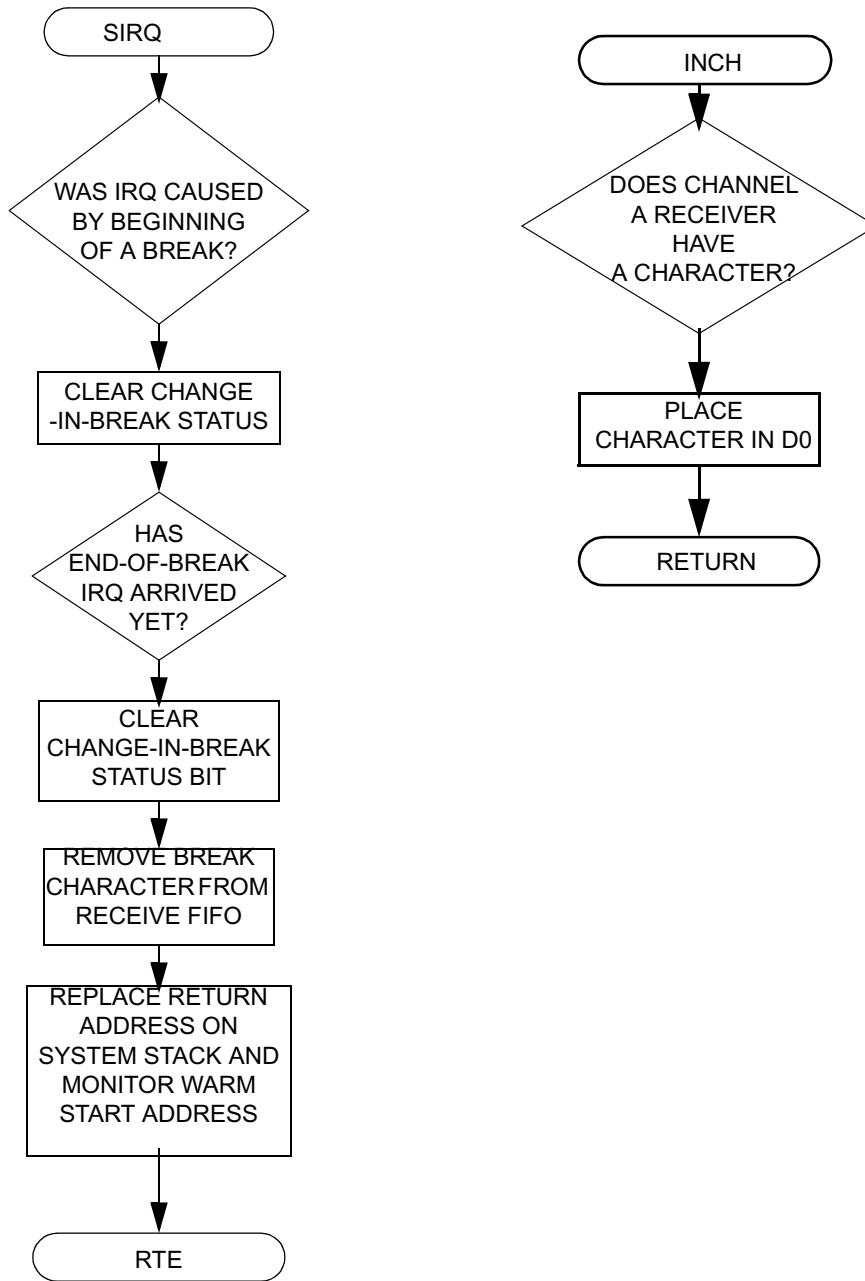 SIRQ
WAS IRQ CAUSED
BY BEGINNING
OF A BREAK?
CLEAR CHANGE
-IN-BREAK STATUS
HAS
END-OF-BREAK
IRQ ARRIVED
YET?
CLEAR
CHANGE-IN-BREAK
STATUS BIT
REMOVE BREAK
CHARACTER FROM
RECEIVE FIFO
REPLACE RETURN
ADDRESS ON
SYSTEM STACK AND
MONITOR WARM
START ADDRESS
RTE
INCH
DOES CHANNEL
A RECEIVER
HAVE
A CHARACTER?
PLACE
CHARACTER IN D0
RETURN